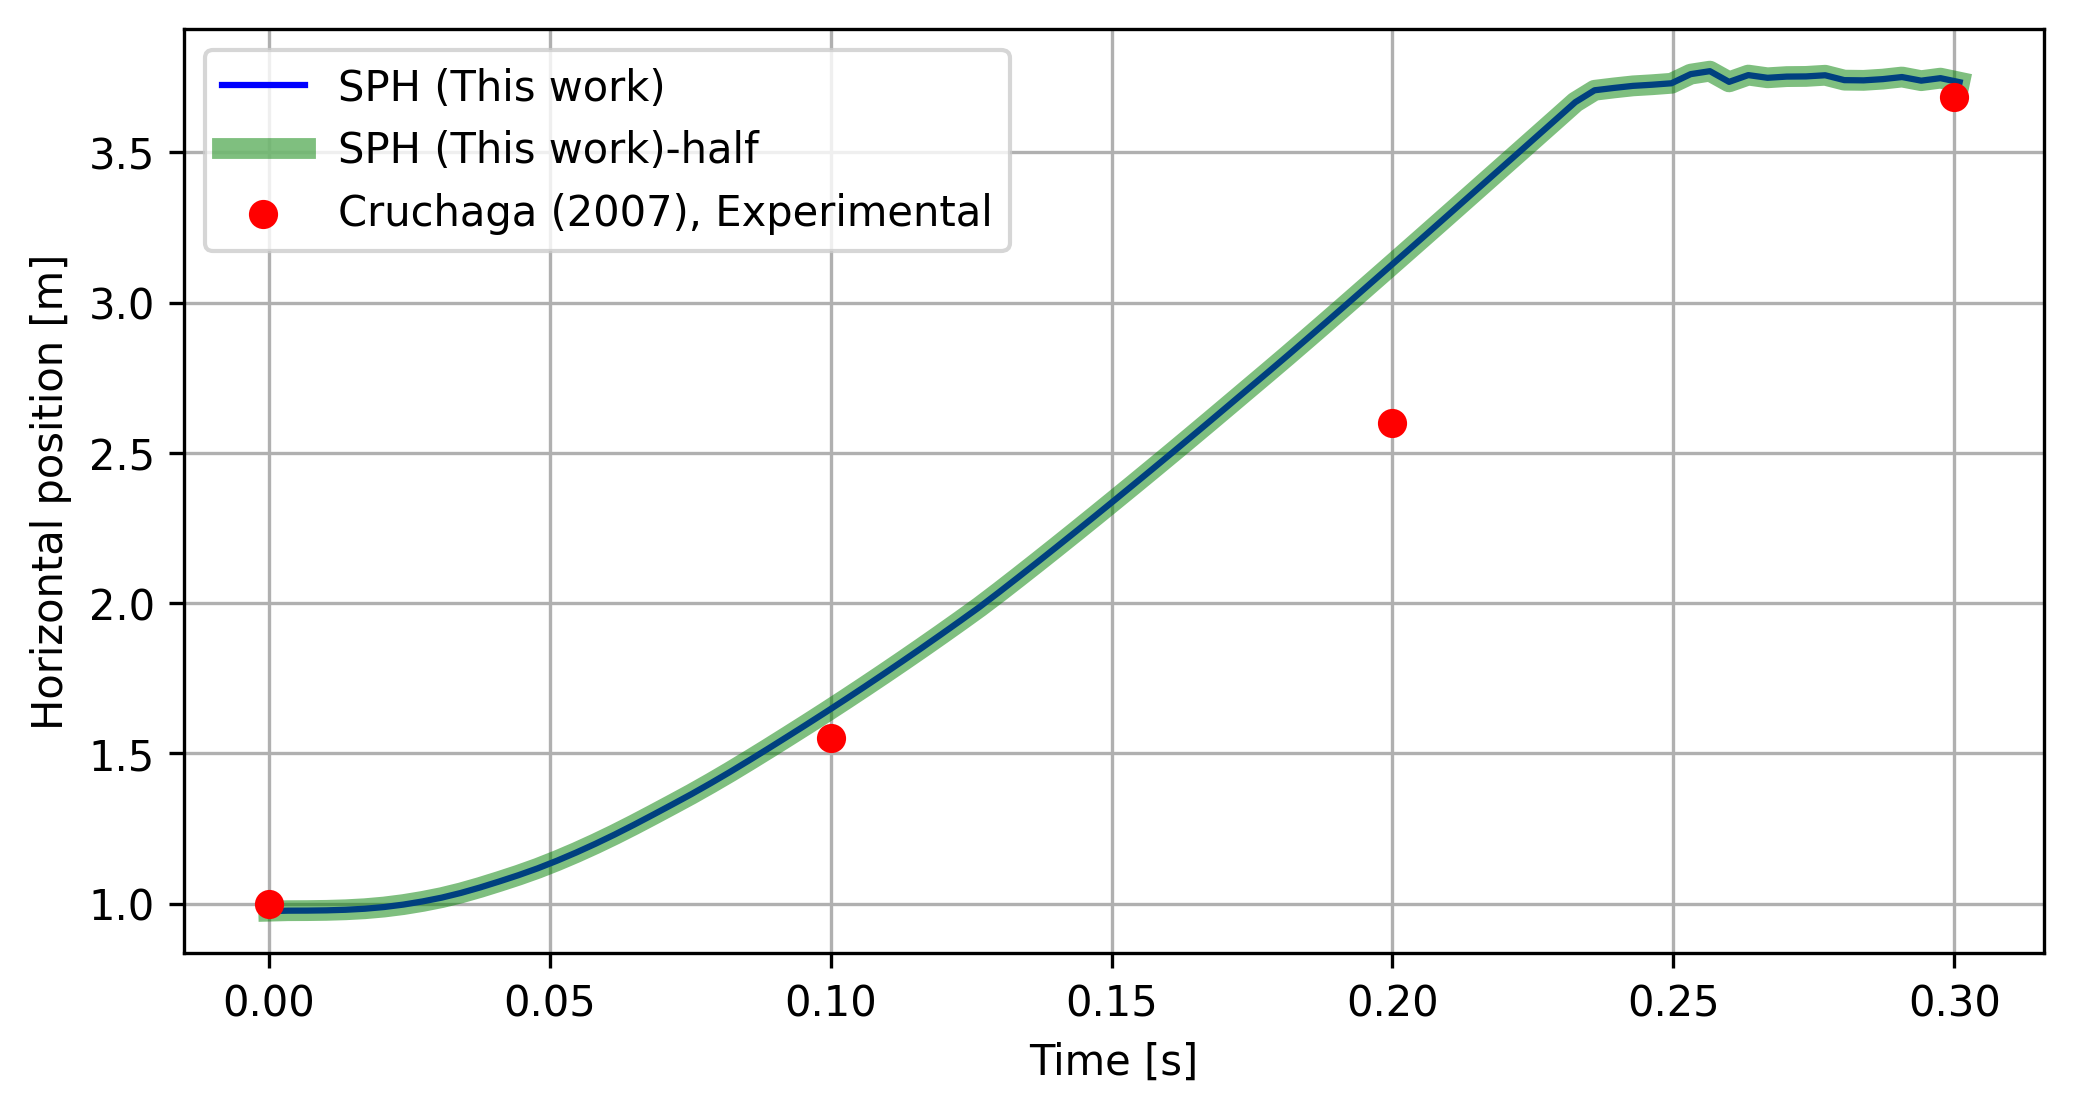 SPH (This work)
SPH (This work)-half
Cruchaga (2007), Experimental
Horizontal position [m]
3.5
3.0
2.5
2.0
1.5
1.0
0.00 0.05 0.10 0.15 0.20 0.25 0.30
Time [s]